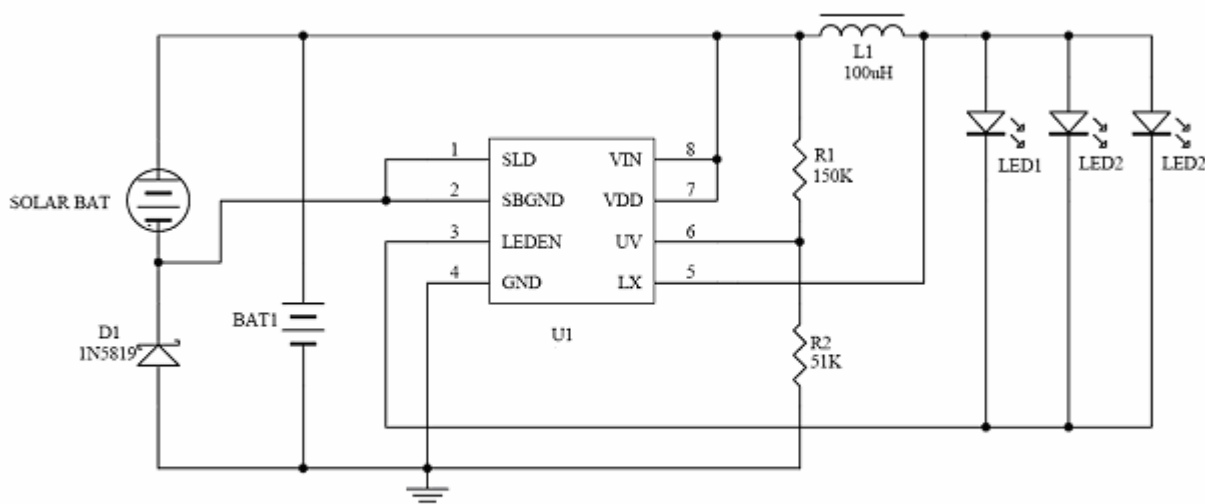 L1
100uH
1
SLD
VIN
8
2
SBGND
VDD
7
3
LEDEN
UV
6
4
GND
LX
5
U1
SOLAR BAT
D1
1N5819
BAT1
R1
150K
R2
51K
LED1
LED2
LED2